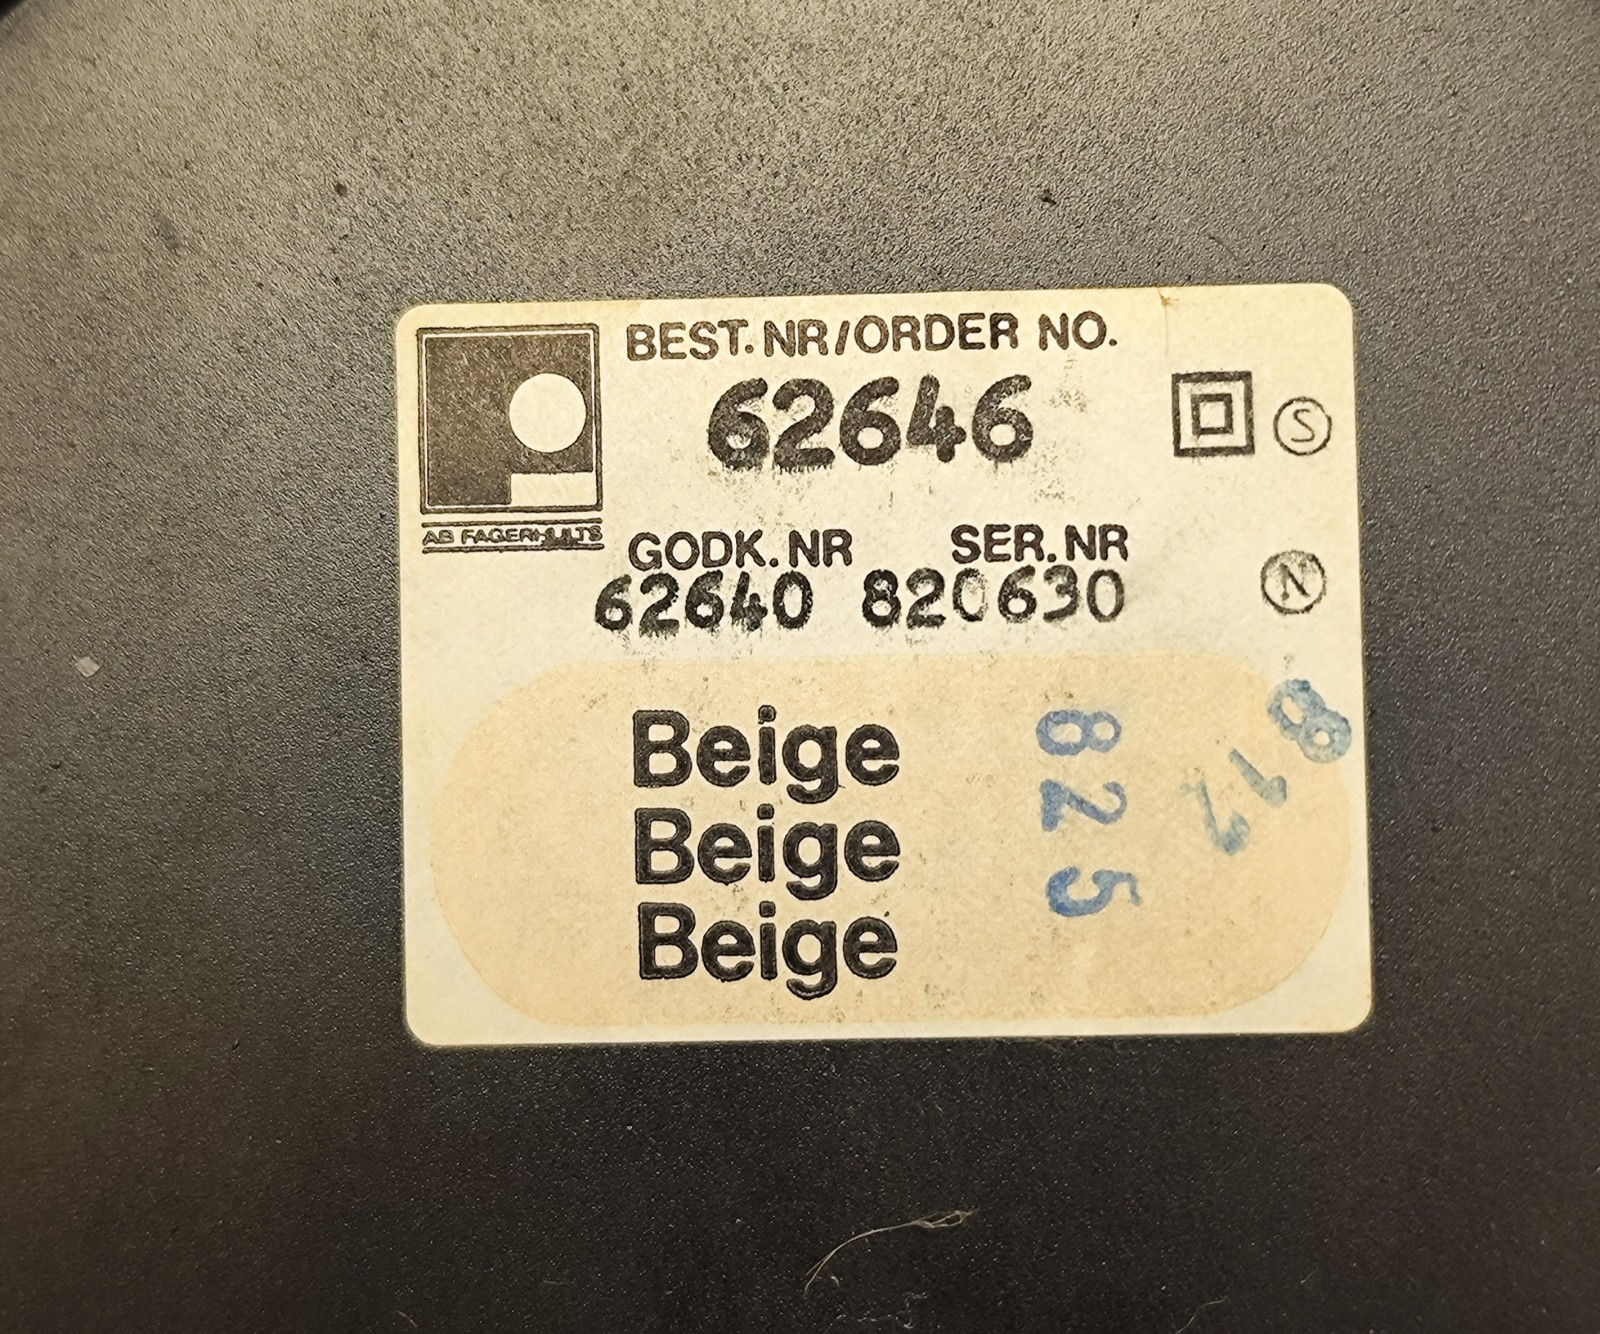 BEST.NR/ORDER NO.
62646
S
AB FAGERHULTS
GODK.NR SER.NR
62640 820630
N
Beige
Beige
Beige
825
812